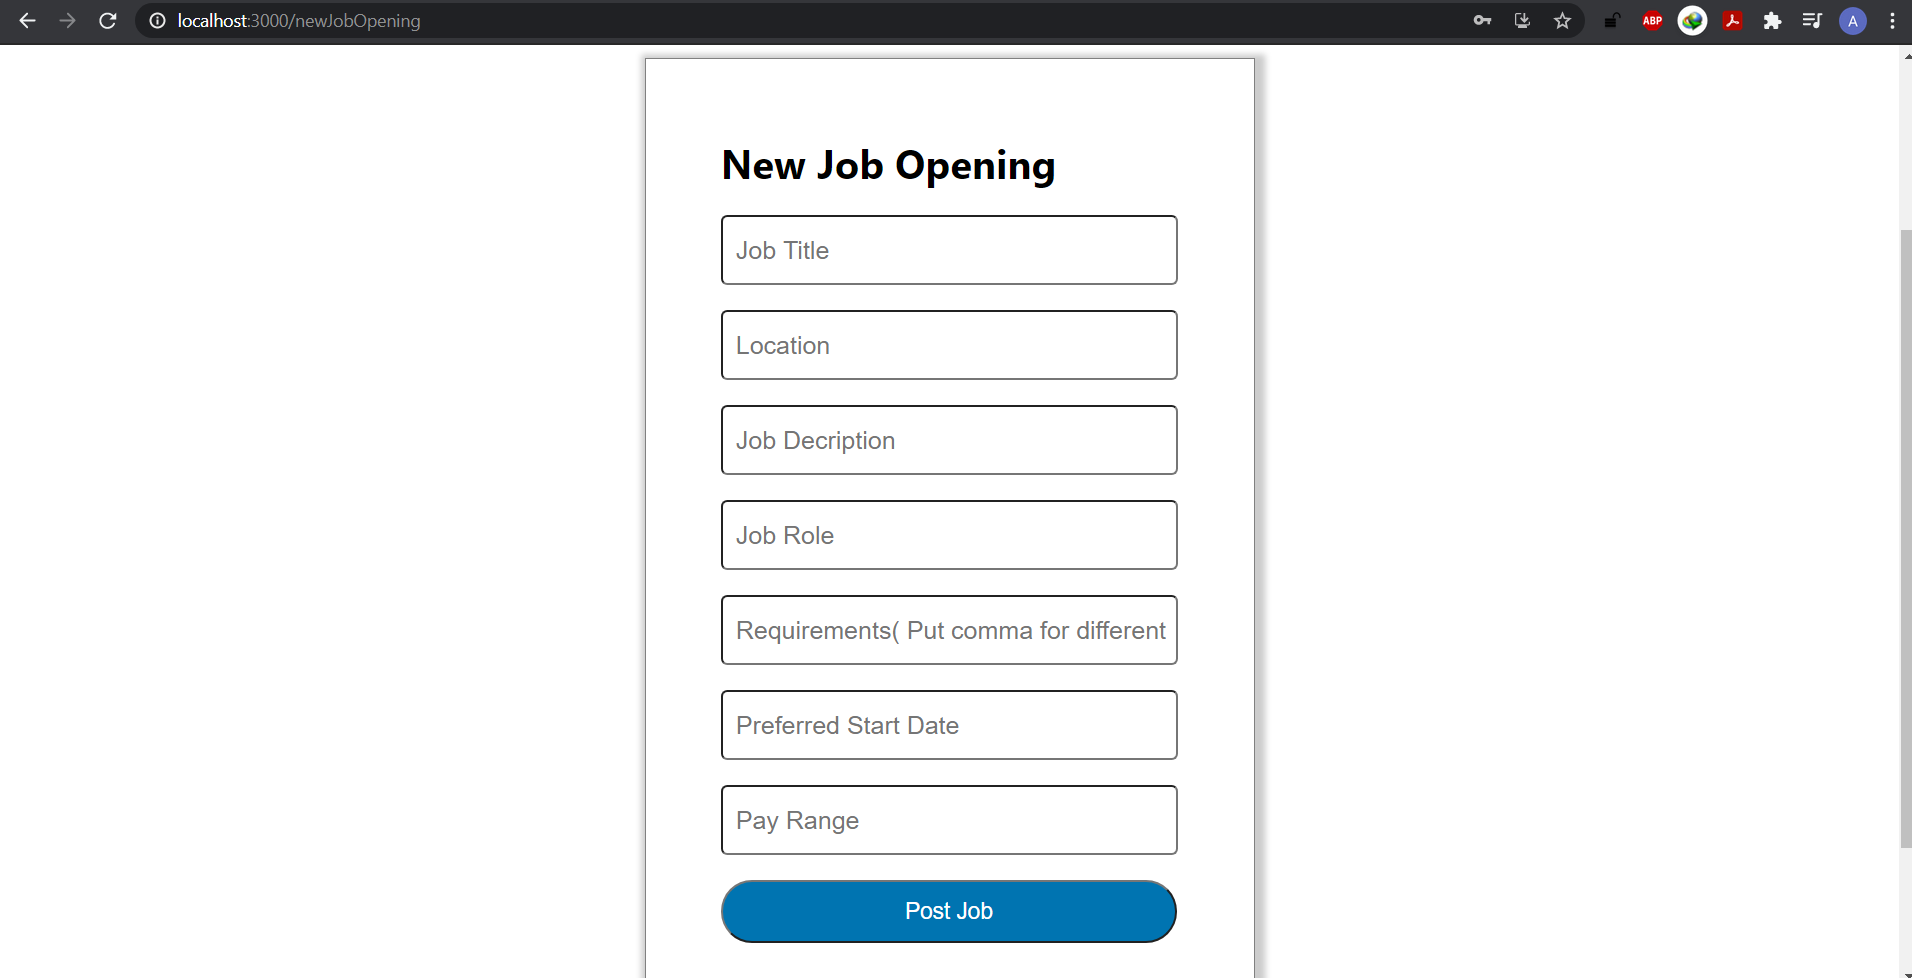 localhost:3000/newJobOpening
ABP
A
New Job Opening
Job Title
Location
Job Decription
Job Role
Requirements( Put comma for different
Preferred Start Date
Pay Range
Post Job